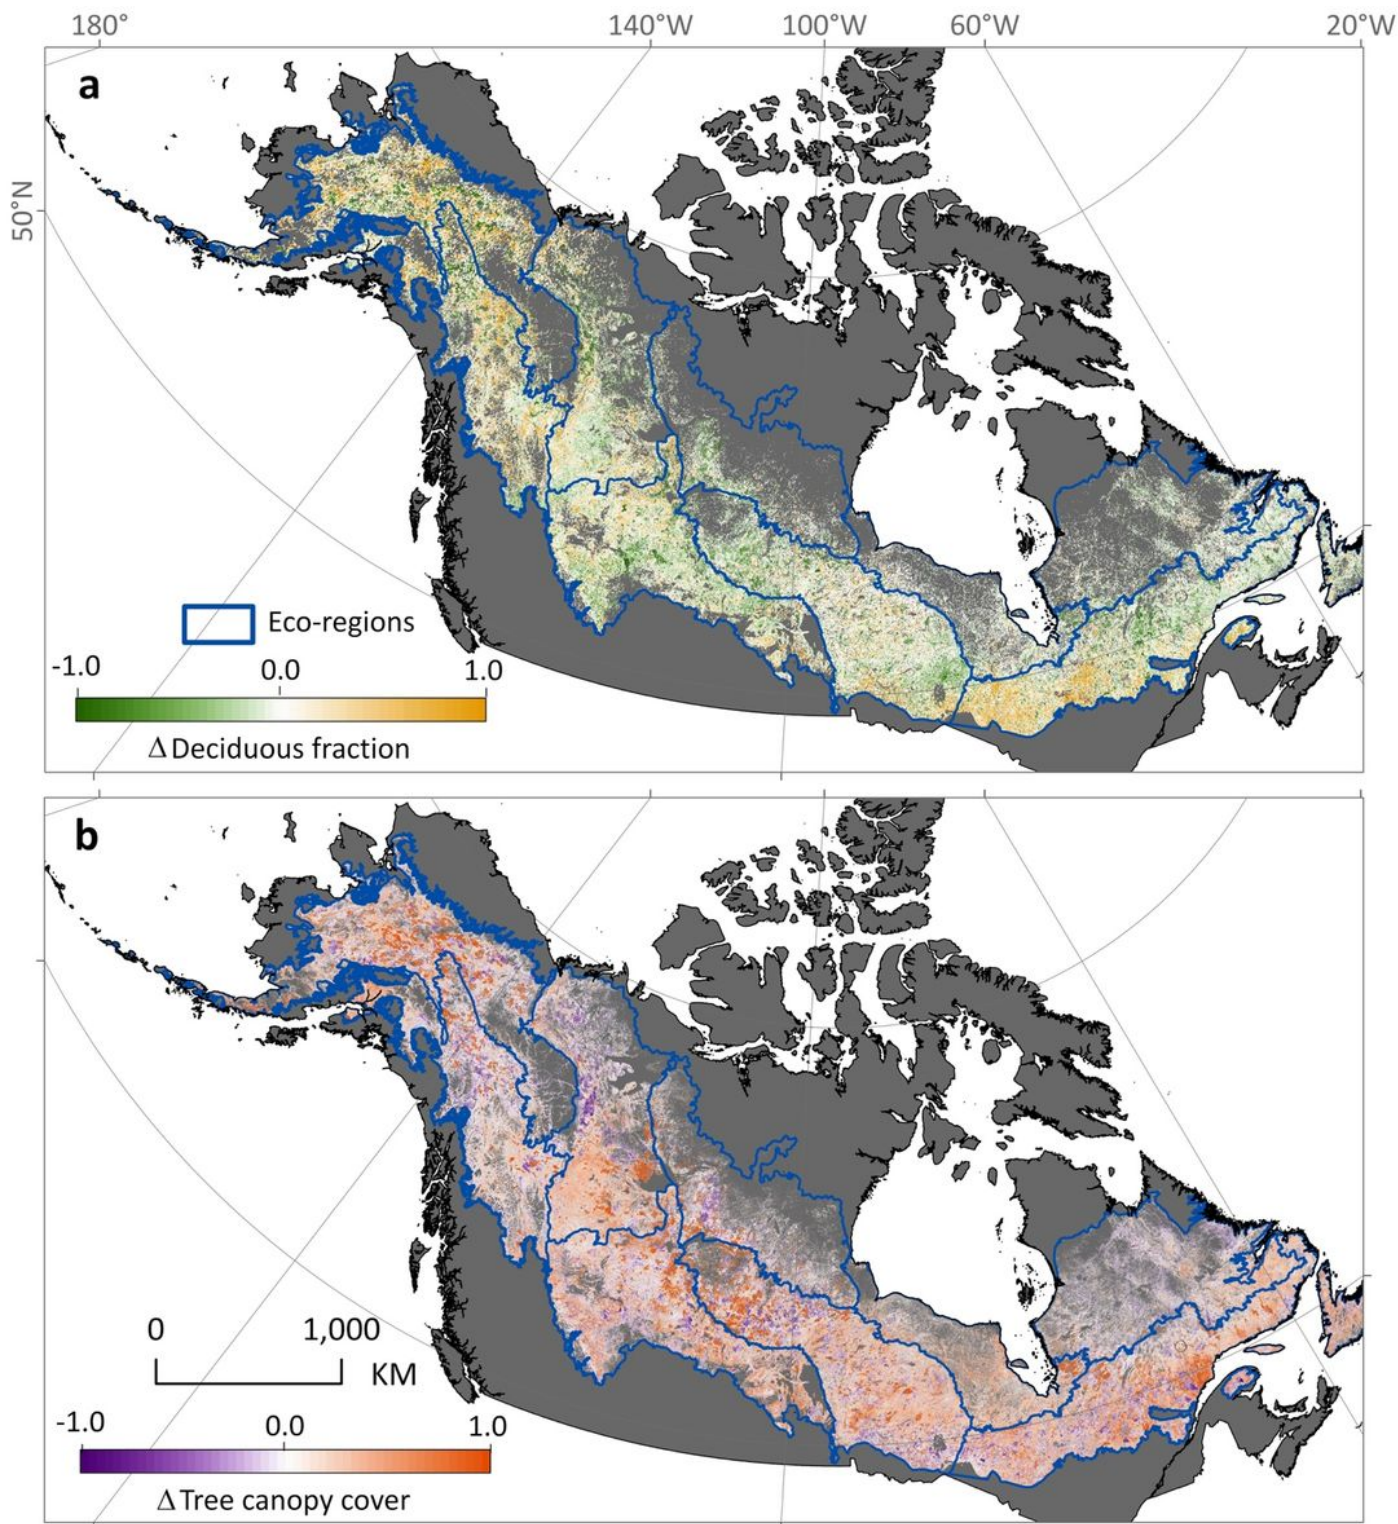 180° 140°W 100°W 60°W 20°W
a
50°N
Eco-regions
-1.0 0.0 1.0
Δ Deciduous fraction
b
0 1,000
KM
-1.0 0.0 1.0
Δ Tree canopy cover